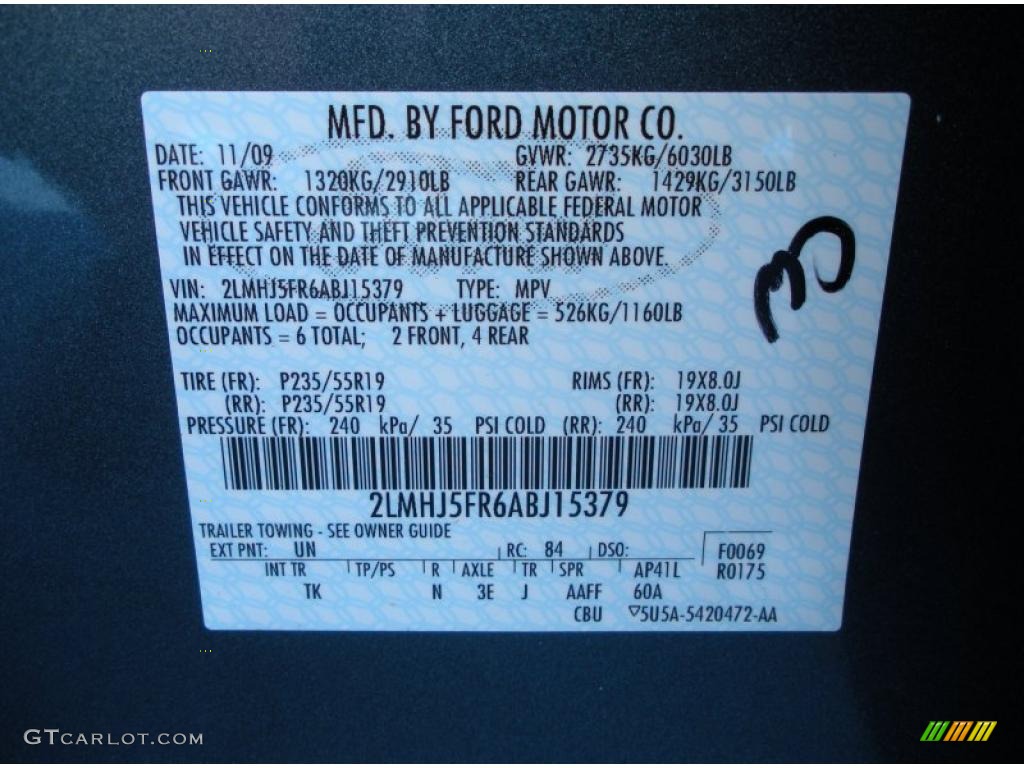 MFD. BY FORD MOTOR CO.
DATE: 11/09 GVWR: 2735KG/6030LB
FRONT GAWR: 1320KG/2910LB REAR GAWR: 1429KG/3150LB
THIS VEHICLE CONFORMS TO ALL APPLICABLE FEDERAL MOTOR
VEHICLE SAFETY AND THEFT PREVENTION STANDARDS
IN EFFECT ON THE DATE OF MANUFACTURE SHOWN ABOVE.
VIN: 2LMHJ5FR6ABJ15379 TYPE: MPV
MAXIMUM LOAD = OCCUPANTS + LUGGAGE = 526KG/1160LB
OCCUPANTS = 6 TOTAL; 2 FRONT, 4 REAR
TIRE (FR): P235/55R19 RIMS (FR): 19X8.0J
(RR): P235/55R19 (RR): 19X8.0J
PRESSURE (FR): 240 kPa/ 35 PSI COLD (RR): 240 kPa/ 35 PSI COLD
2LMHJ5FR6ABJ15379
TRAILER TOWING - SEE OWNER GUIDE
EXT PNT: UN RC: 84 DSO: F0069
INT TR TP/PS R AXLE TR SPR AP41L R0175
TK N 3E J AAFF 60A
CBU ▽5U5A-5420472-AA
GTCARLOT.COM